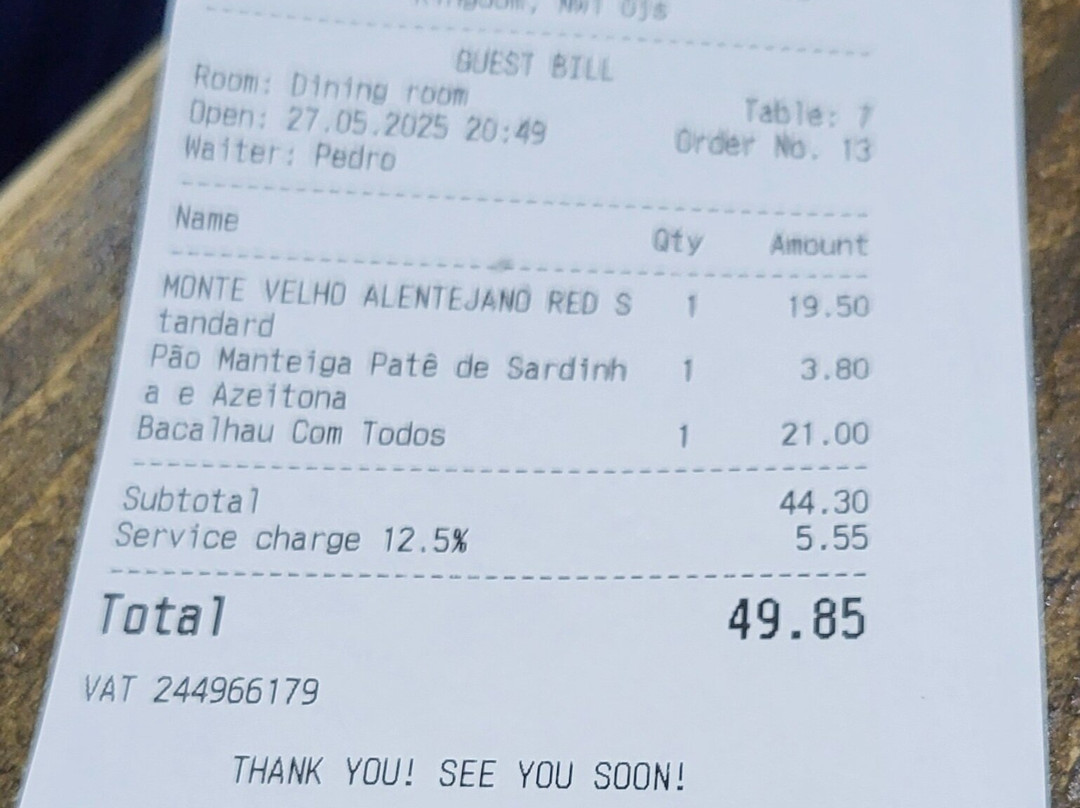 Kingdom, NW1 0js
GUEST BILL
Room: Dining room
Table: 7
Open: 27.05.2025 20:49
Order No. 13
Waiter: Pedro
Name Qty Amount
MONTE VELHO ALENTEJANO RED S 1 19.50
tandard
Pão Manteiga Patê de Sardinh 1 3.80
a e Azeitona
Bacalhau Com Todos 1 21.00
Subtotal 44.30
Service charge 12.5% 5.55
Total 49.85
VAT 244966179
THANK YOU! SEE YOU SOON!